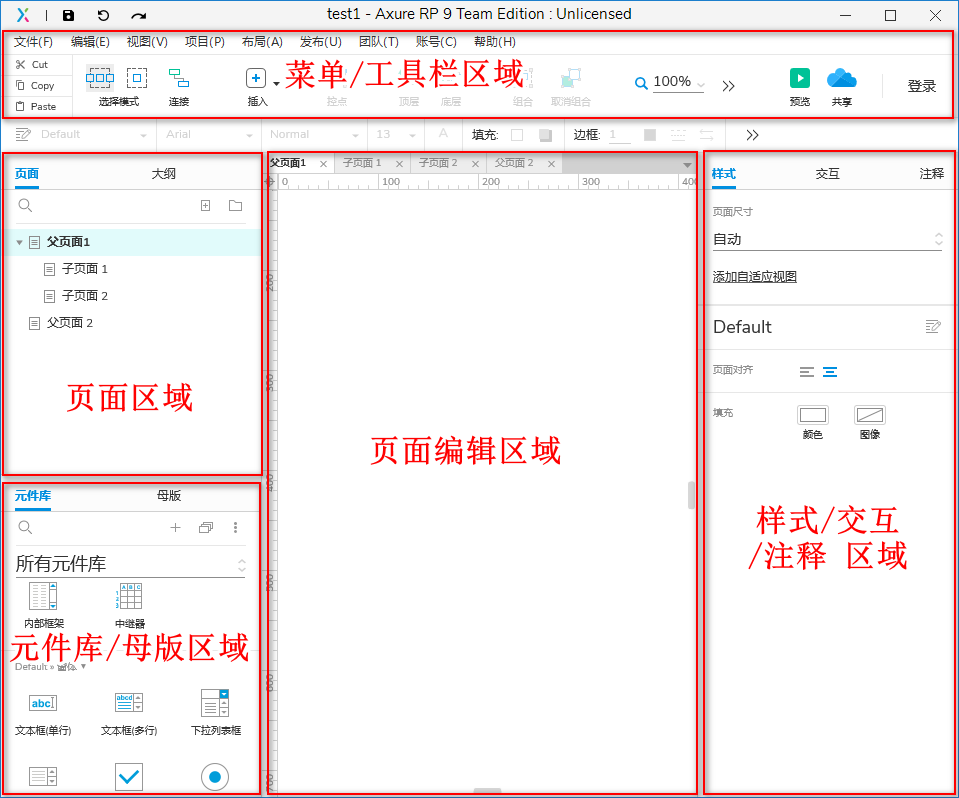 test1 - Axure RP 9 Team Edition : Unlicensed
文件(F) 编辑(E) 视图(V) 项目(P) 布局(A) 发布(U) 团队(T) 账号(C) 帮助(H)
Cut
Copy
Paste
选择模式 连接 插入 控点 顶层 底层 组合 取消组合 100% 预览 共享 登录
菜单/工具栏区域
Default Arial Normal 13 填充: 边框: 1
页面 大纲
父页面1
子页面 1
子页面 2
父页面 2
页面区域
元件库 母版
所有元件库
内部框架 中继器
元件库/母版区域
Default »
文本框(单行) 文本框(多行) 下拉列表框
父页面1 子页面 1 子页面 2 父页面 2
0 100 200 300 400
200
300
400
500
600
700
页面编辑区域
样式 交互 注释
页面尺寸
自动
添加自适应视图
Default
页面对齐
填充
颜色 图像
样式/交互
/注释 区域